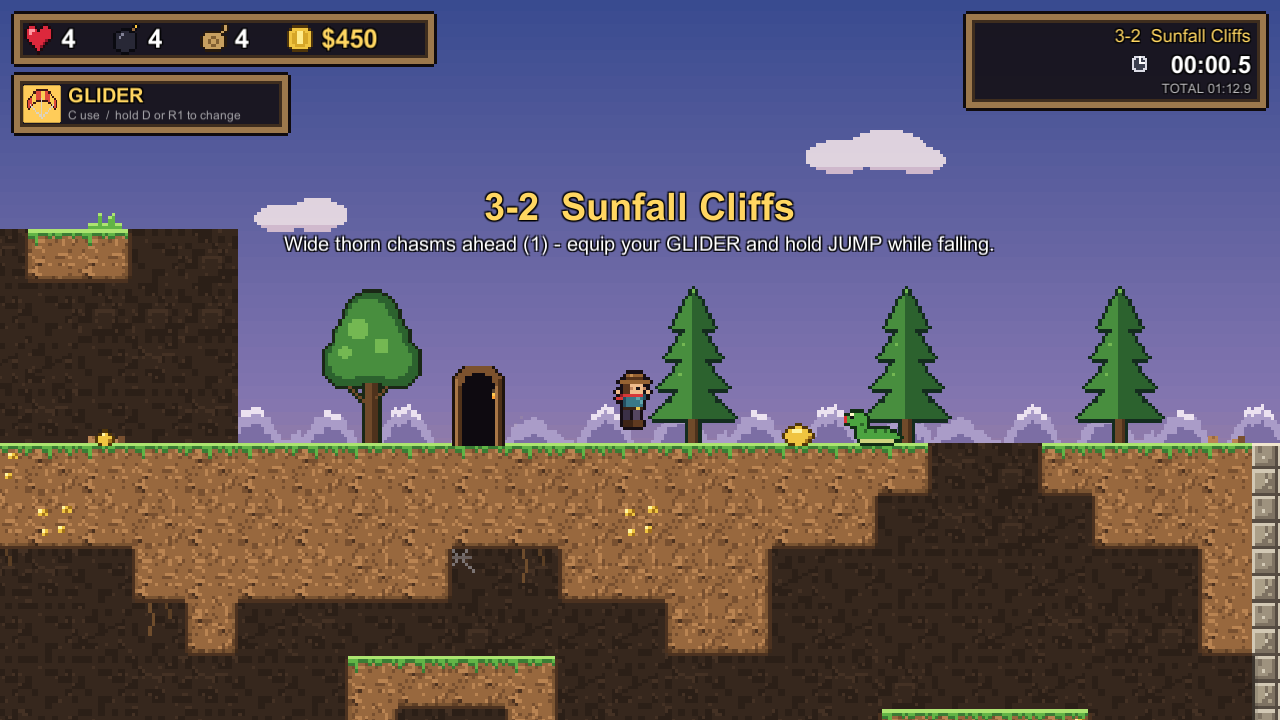 4 4 4 $450
GLIDER
C use / hold D or R1 to change
3-2 Sunfall Cliffs
00:00.5
TOTAL 01:12.9
3-2 Sunfall Cliffs
Wide thorn chasms ahead (1) - equip your GLIDER and hold JUMP while falling.